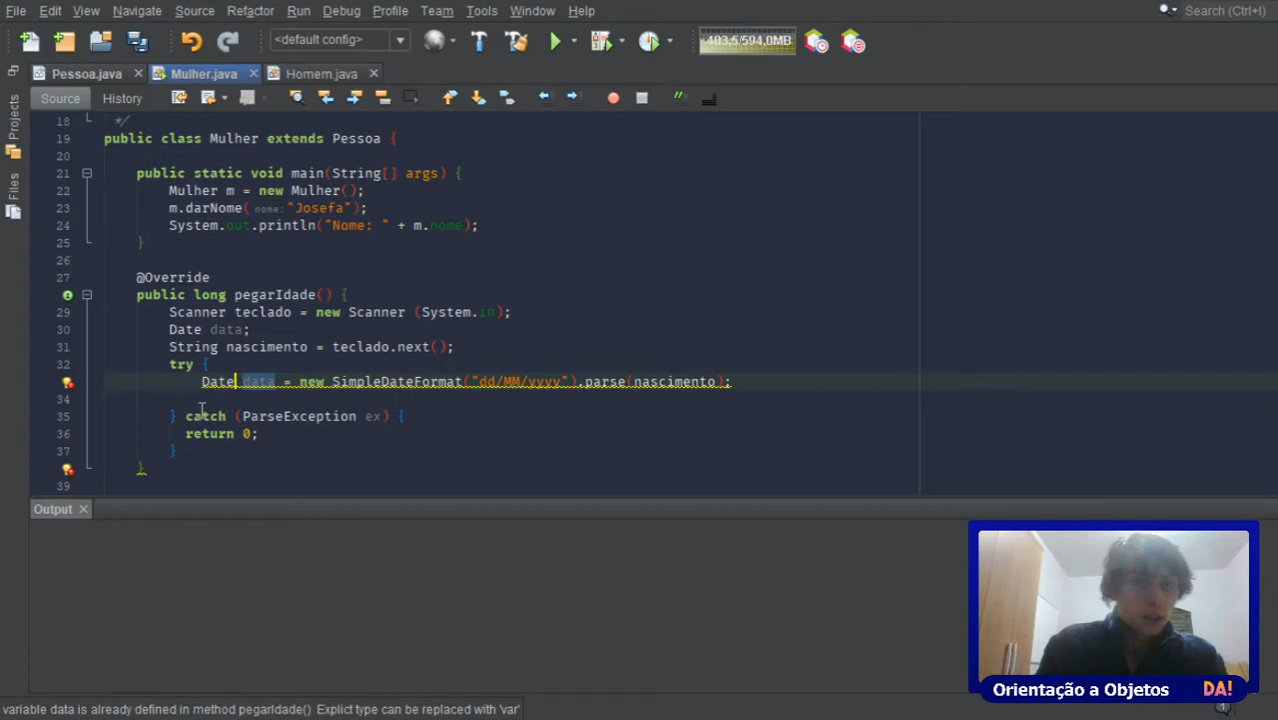 File Edit View Navigate Source Refactor Run Debug Profile Team Tools Window Help Search (Ctrl+I)
<default config> 403,5/594,0MB
Pessoa.java Mulher.java Homem.java
Source History
Projects
Files
18 */
19 public class Mulher extends Pessoa {
20
21 public static void main(String[] args) {
22 Mulher m = new Mulher();
23 m.darNome( nome: "Josefa");
24 System.out.println("Nome: " + m.nome);
25 }
26
27 @Override
public long pegarIdade() {
29 Scanner teclado = new Scanner (System.in);
30 Date data;
31 String nascimento = teclado.next();
32 try {
Date data = new SimpleDateFormat("dd/MM/yyyy").parse(nascimento);
34
35 } catch (ParseException ex) {
36 return 0;
37 }
}
39
Output
Orientação a Objetos DA!
variable data is already defined in method pegarIdade() Explict type can be replaced with 'var' 1